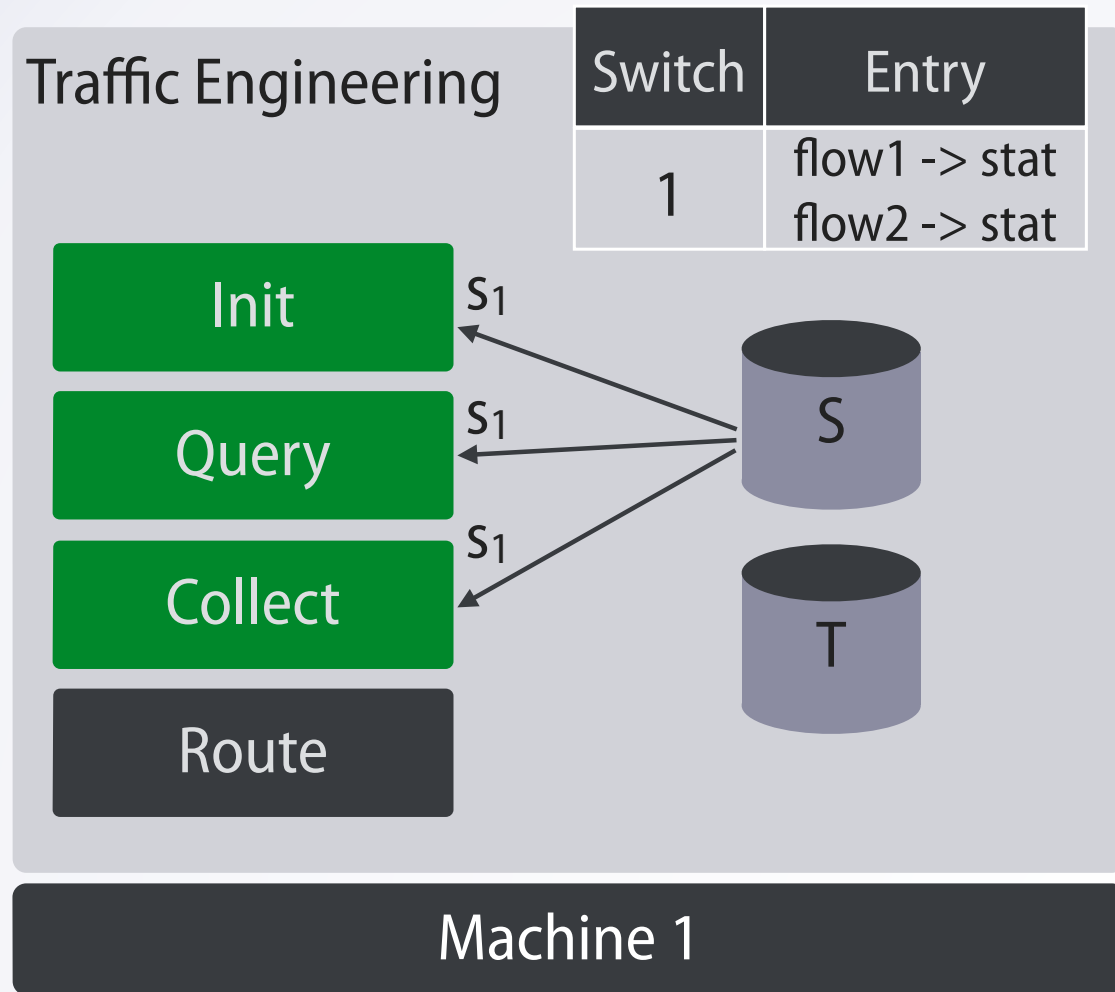 Traffic Engineering
Switch Entry
1
flow1 -> stat
flow2 -> stat
Init
S1
Query
S1
Collect
S1
Route
S
T
Machine 1